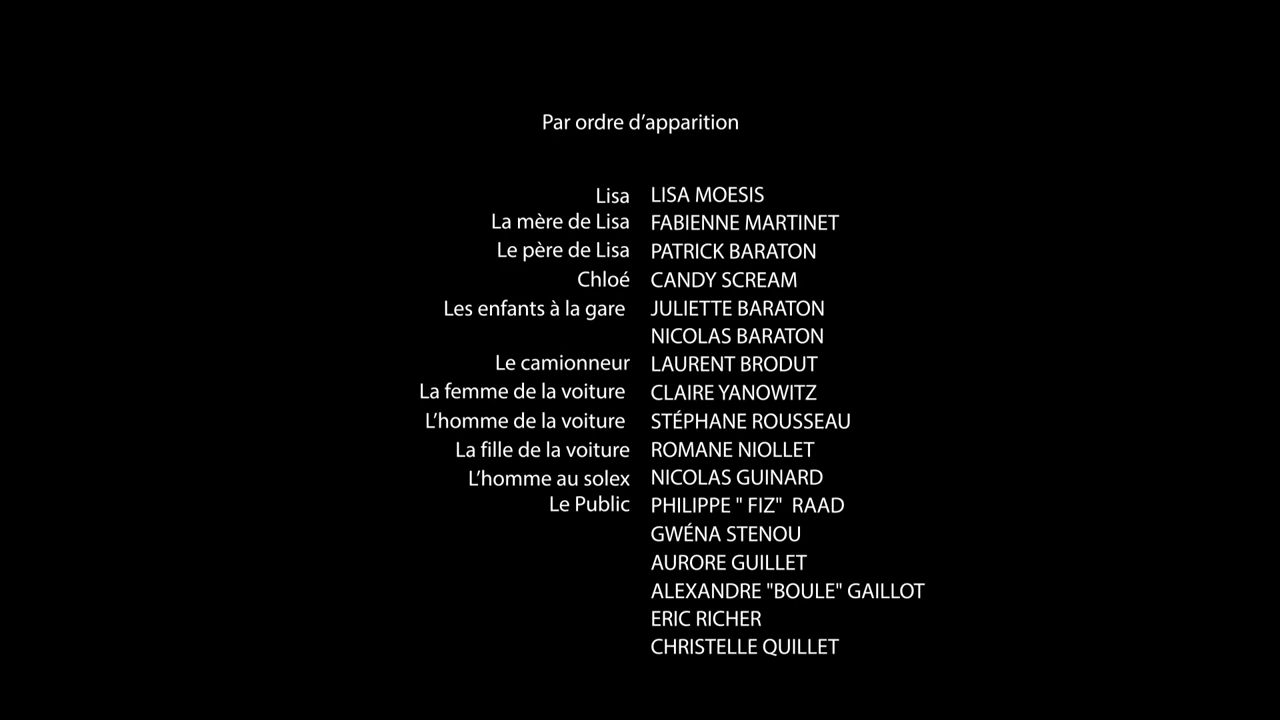 Par ordre d’apparition
Lisa LISA MOESIS
La mère de Lisa FABIENNE MARTINET
Le père de Lisa PATRICK BARATON
Chloé CANDY SCREAM
Les enfants à la gare JULIETTE BARATON
NICOLAS BARATON
Le camionneur LAURENT BRODUT
La femme de la voiture CLAIRE YANOWITZ
L’homme de la voiture STÉPHANE ROUSSEAU
La fille de la voiture ROMANE NIOLLET
L’homme au solex NICOLAS GUINARD
Le Public PHILIPPE " FIZ"  RAAD
GWÉNA STENOU
AURORE GUILLET
ALEXANDRE "BOULE" GAILLOT
ERIC RICHER
CHRISTELLE QUILLET